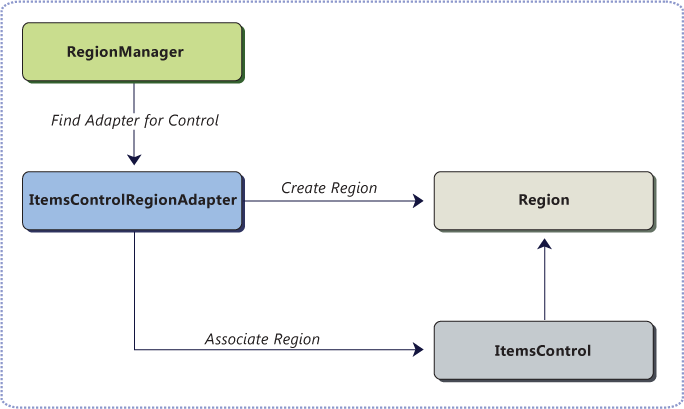 RegionManager
Find Adapter for Control
ItemsControlRegionAdapter
Create Region
Region
Associate Region
ItemsControl